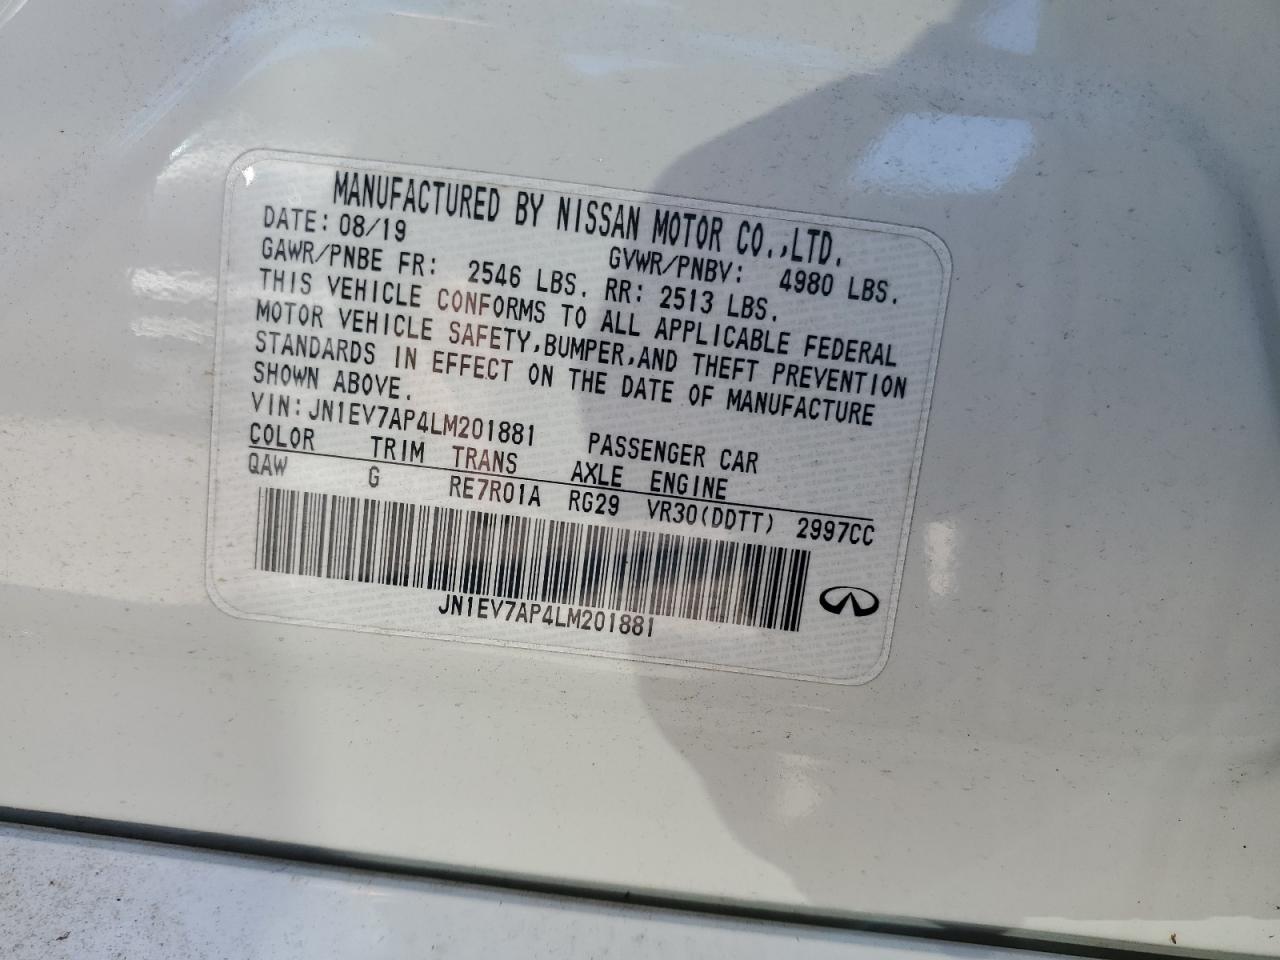 MANUFACTURED BY NISSAN MOTOR CO.,LTD.
DATE: 08/19 GVWR/PNBV: 4980 LBS.
GAWR/PNBE FR: 2546 LBS. RR: 2513 LBS.
THIS VEHICLE CONFORMS TO ALL APPLICABLE FEDERAL
MOTOR VEHICLE SAFETY,BUMPER,AND THEFT PREVENTION
STANDARDS IN EFFECT ON THE DATE OF MANUFACTURE
SHOWN ABOVE.
VIN: JN1EV7AP4LM201881 PASSENGER CAR
COLOR TRIM TRANS AXLE ENGINE
QAW G RE7R01A RG29 VR30(DDTT) 2997CC
JN1EV7AP4LM201881